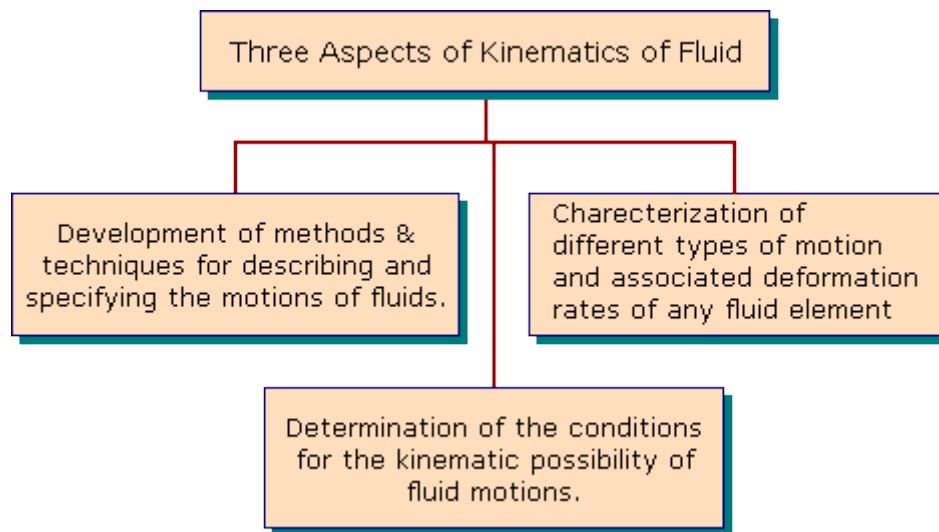 Three Aspects of Kinematics of Fluid
Development of methods &
techniques for describing and
specifying the motions of fluids.
Charecterization of
different types of motion
and associated deformation
rates of any fluid element
Determination of the conditions
for the kinematic possibility of
fluid motions.